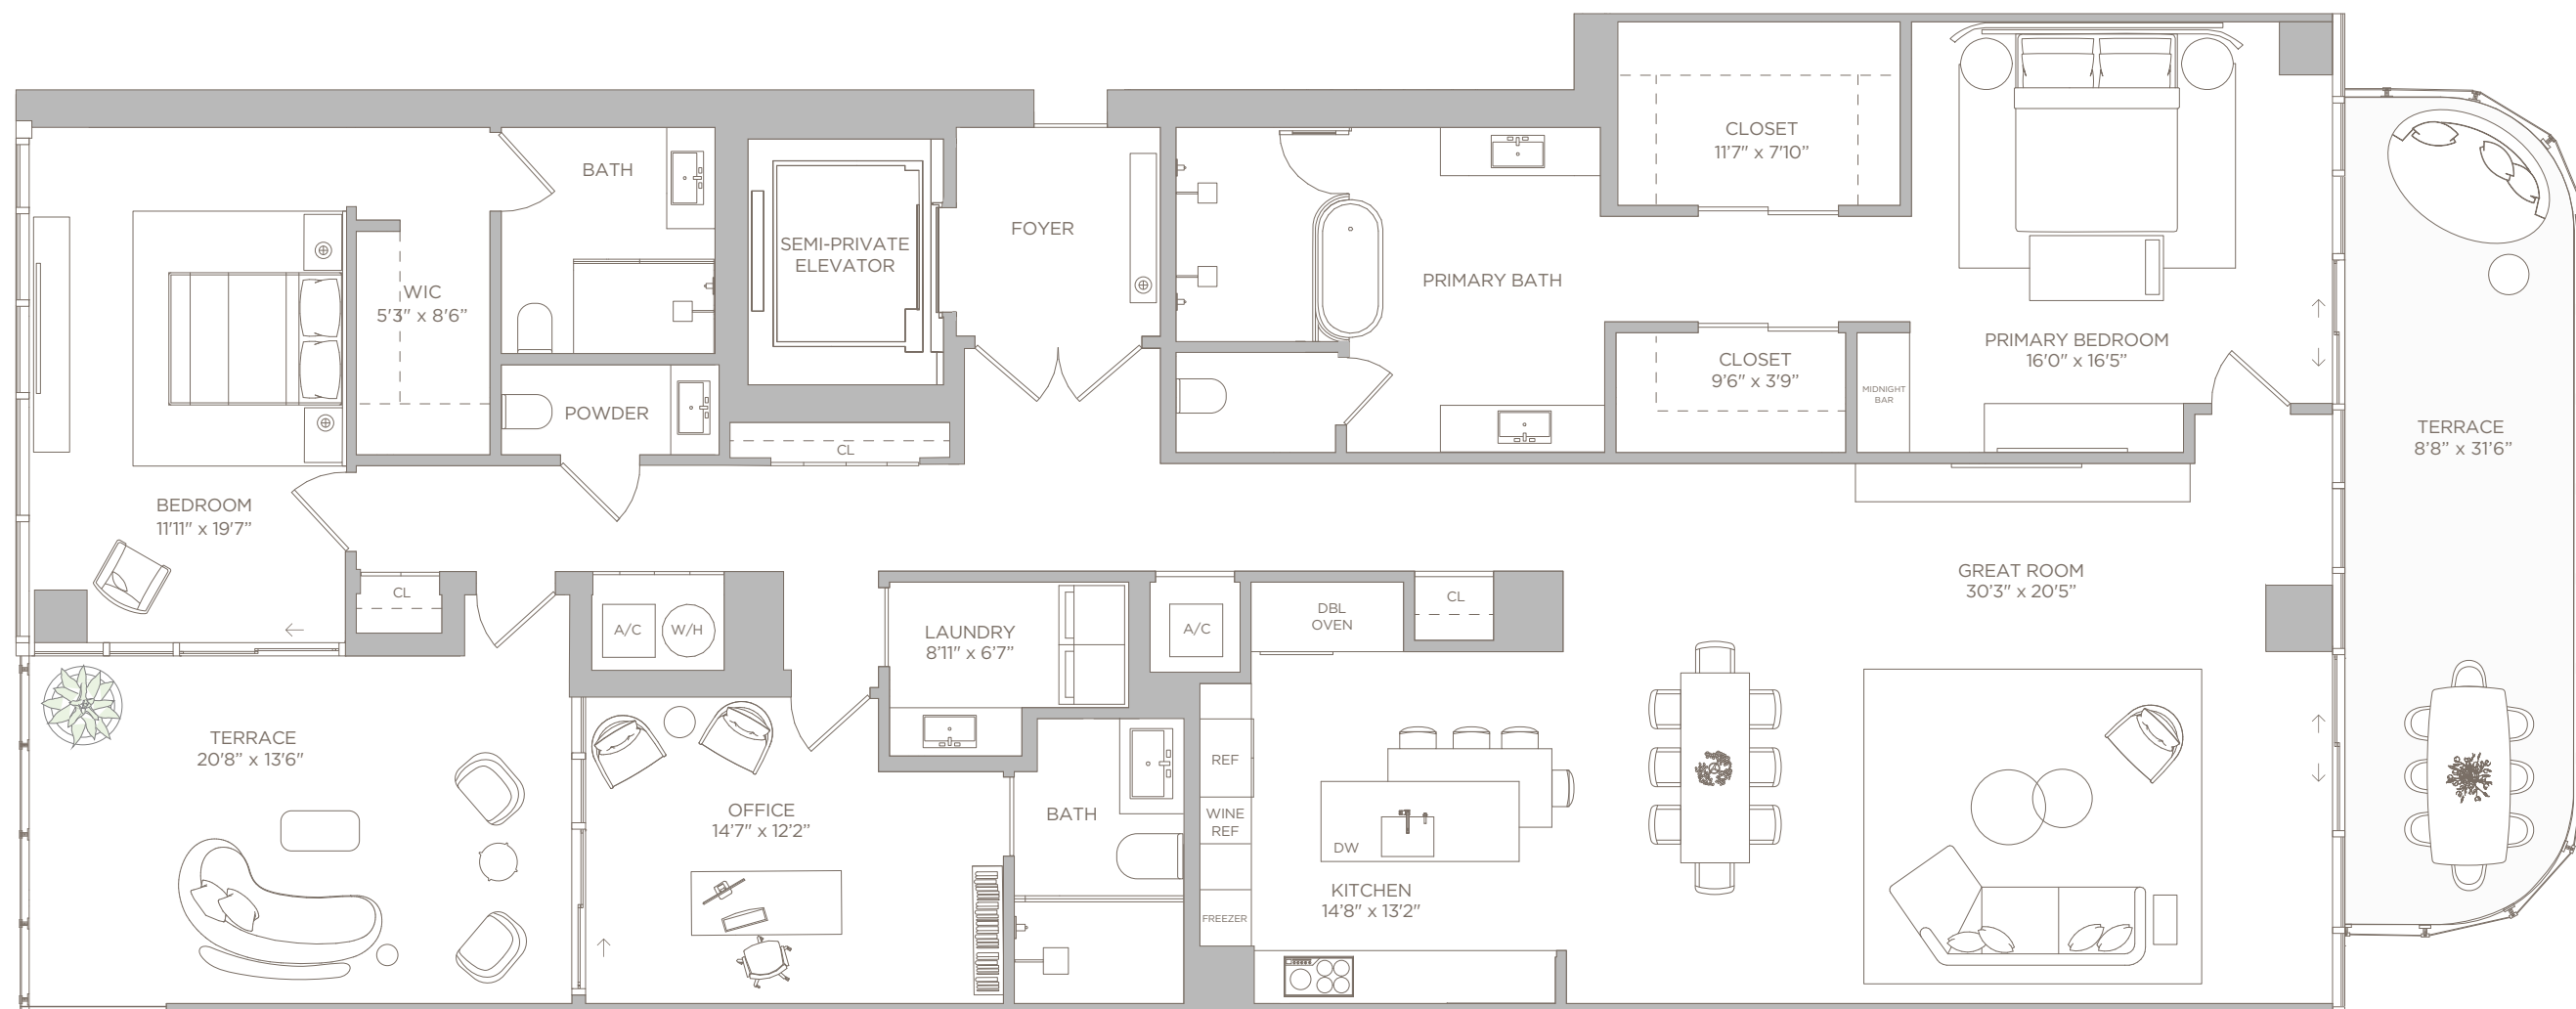 CLOSET
11'7" x 7'10”
BATH
FOYER
SEMI-PRIVATE
ELEVATOR
WIC
5'3" x 8'6”
PRIMARY BATH
PRIMARY BEDROOM
16'0" x 16'5”
CLOSET
9’6" x 3’9”
MIDNIGHT
BAR
POWDER
CL
TERRACE
8’8” x 31’6”
BEDROOM
11'11" x 19'7”
GREAT ROOM
30'3" x 20'5”
CL
A/C
W/H
LAUNDRY
8'11" x 6'7”
A/C
DBL
OVEN
CL
TERRACE
20'8” x 13'6"
REF
OFFICE
14'7" x 12'2”
BATH
WINE
REF
DW
KITCHEN
14'8" x 13'2"
FREEZER